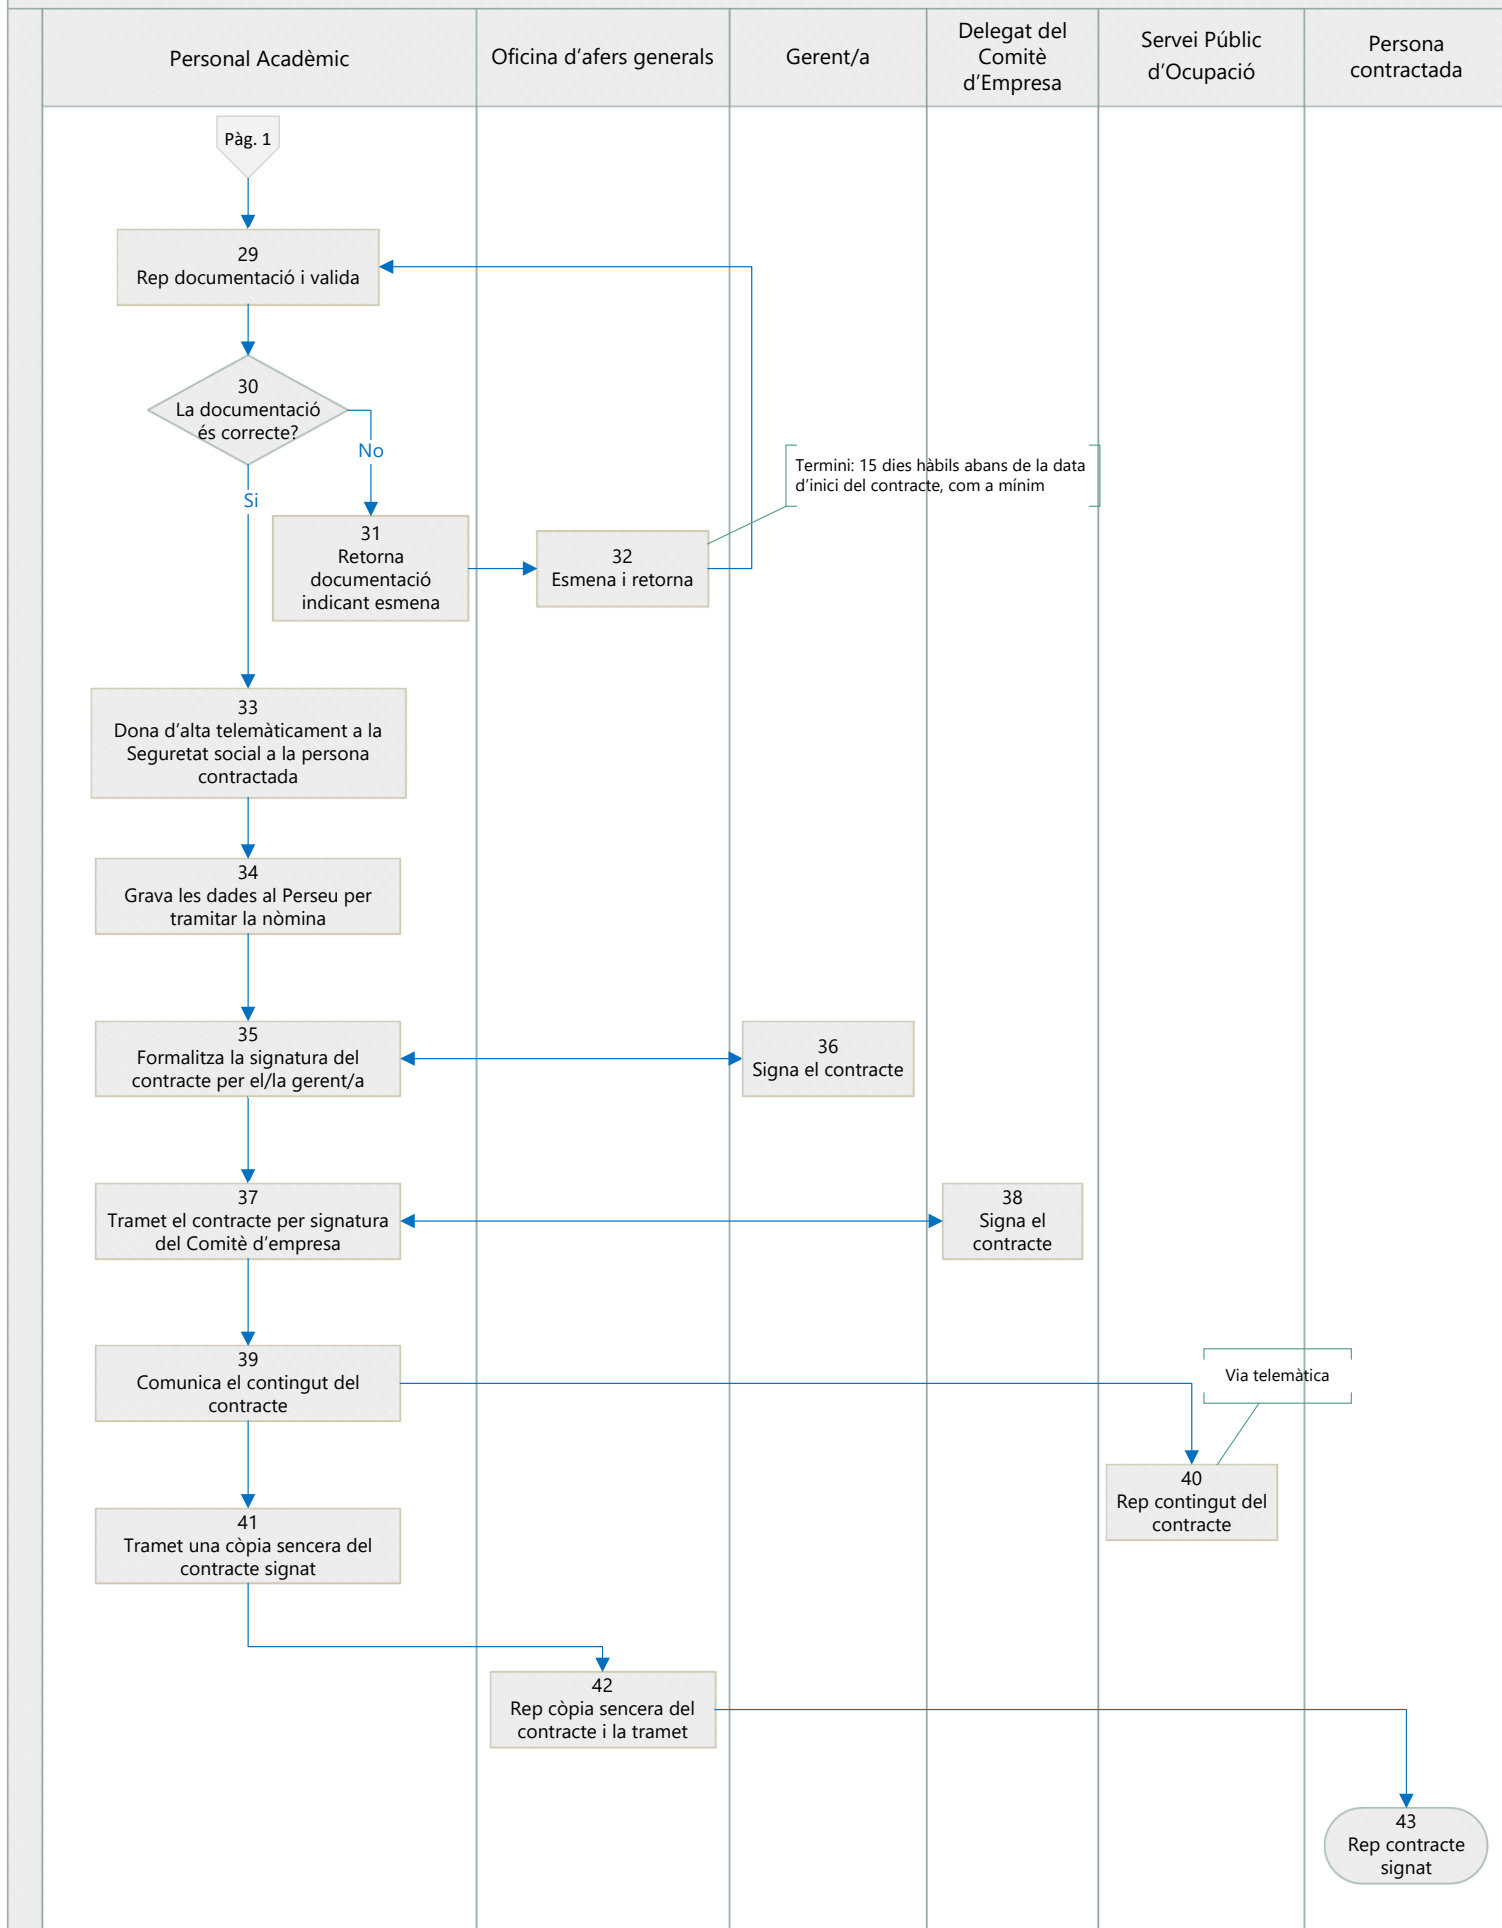 Personal Acadèmic
Oficina d'afers generals
Gerent/a
Delegat del
Comitè
d'Empresa
Servei Públic
d'Ocupació
Persona
contractada
Pàg. 1
29
Rep documentació i valida
30
La documentació
és correcte?
No
Si
Termini: 15 dies hàbils abans de la data
d'inici del contracte, com a mínim
31
Retorna
documentació
indicant esmena
32
Esmena i retorna
33
Dona d'alta telemàticament a la
Seguretat social a la persona
contractada
34
Grava les dades al Perseu per
tramitar la nòmina
35
Formalitza la signatura del
contracte per el/la gerent/a
36
Signa el contracte
37
Tramet el contracte per signatura
del Comitè d'empresa
38
Signa el
contracte
39
Comunica el contingut del
contracte
Via telemàtica
40
Rep contingut del
contracte
41
Tramet una còpia sencera del
contracte signat
42
Rep còpia sencera del
contracte i la tramet
43
Rep contracte
signat